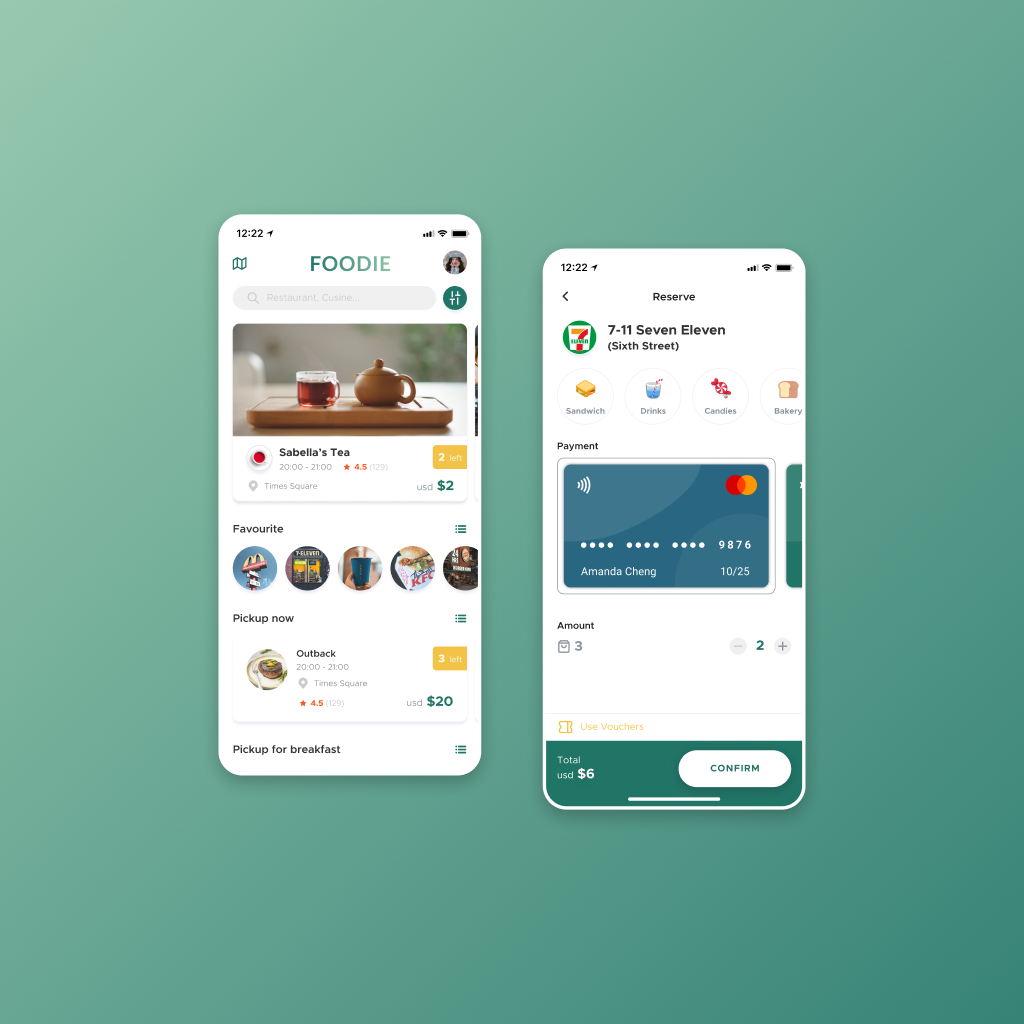 12:22
FOODIE
Restaurant, Cusine...
Sabella's Tea
20:00 - 21:00 4.5 (129)
2 left
Times Square
usd $2
Favourite
7-ELEVEN
KFC
Pickup now
Outback
20:00 - 21:00
3 left
Times Square
4.5 (129)
usd $20
Pickup for breakfast
12:22
Reserve
7 ELEVEN
7-11 Seven Eleven
(Sixth Street)
Sandwich
Drinks
Candies
Bakery
Payment
9876
Amanda Cheng 10/25
Amount
3
2
Use Vouchers
Total
usd $6
CONFIRM